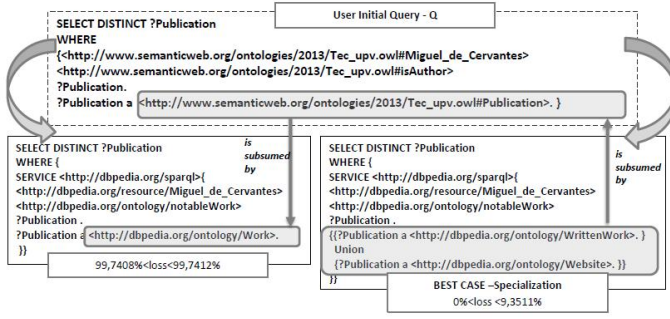 User Initial Query - Q
SELECT DISTINCT ?Publication
WHERE
{<http://www.semanticweb.org/ontologies/2013/Tec_upv.owl#Miguel_de_Cervantes>
<http://www.semanticweb.org/ontologies/2013/Tec_upv.owl#isAuthor>
?Publication.
?Publication a <http://www.semanticweb.org/ontologies/2013/Tec_upv.owl#Publication>. }
SELECT DISTINCT ?Publication
WHERE {
SERVICE <http://dbpedia.org/sparql>{
<http://dbpedia.org/resource/Miguel_de_Cervantes>
<http://dbpedia.org/ontology/notableWork>
?Publication .
?Publication a <http://dbpedia.org/ontology/Work>.
}}
is
subsumed
by
99,7408%<loss<99,7412%
SELECT DISTINCT ?Publication
WHERE {
SERVICE <http://dbpedia.org/sparql>{
<http://dbpedia.org/resource/Miguel_de_Cervantes>
<http://dbpedia.org/ontology/notableWork>
?Publication .
{{?Publication a <http://dbpedia.org/ontology/WrittenWork>. }
Union
{?Publication a <http://dbpedia.org/ontology/Website>. }}
}}
is
subsumed
by
BEST CASE –Specialization
0%<loss <9,3511%